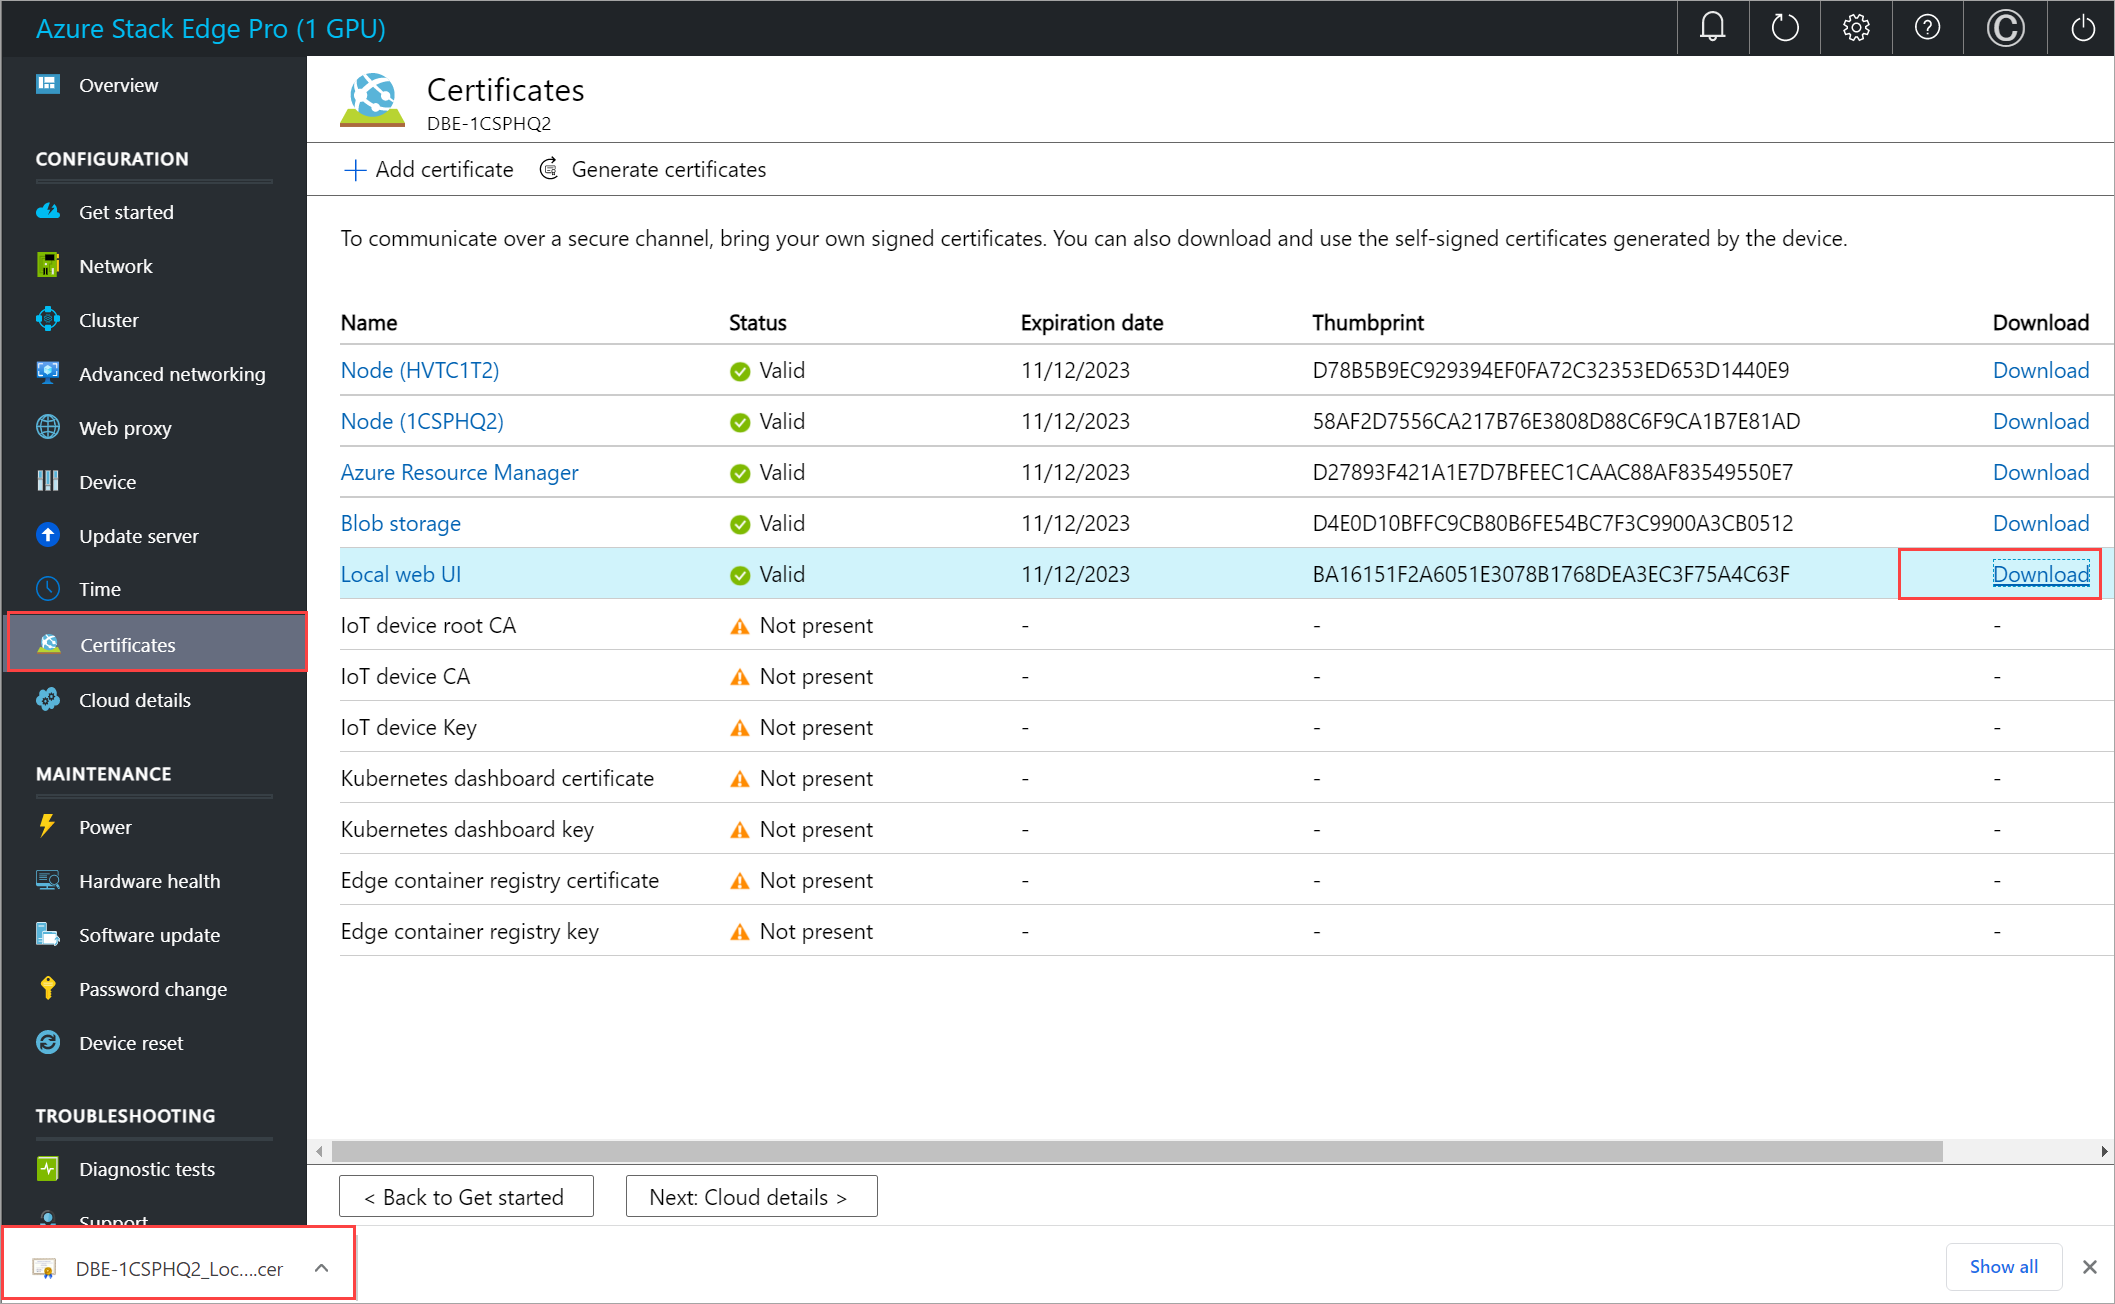 Azure Stack Edge Pro (1 GPU)
Overview
CONFIGURATION
Get started
Network
Cluster
Advanced networking
Web proxy
Device
Update server
Time
Certificates
Cloud details
MAINTENANCE
Power
Hardware health
Software update
Password change
Device reset
TROUBLESHOOTING
Diagnostic tests
Support
Certificates
DBE-1CSPHQ2
Add certificate Generate certificates
To communicate over a secure channel, bring your own signed certificates. You can also download and use the self-signed certificates generated by the device.
Name Status Expiration date Thumbprint Download
Node (HVTC1T2) Valid 11/12/2023 D78B5B9EC929394EF0FA72C32353ED653D1440E9 Download
Node (1CSPHQ2) Valid 11/12/2023 58AF2D7556CA217B76E3808D88C6F9CA1B7E81AD Download
Azure Resource Manager Valid 11/12/2023 D27893F421A1E7D7BFEEC1CAAC88AF83549550E7 Download
Blob storage Valid 11/12/2023 D4E0D10BFFC9CB80B6FE54BC7F3C9900A3CB0512 Download
Local web UI Valid 11/12/2023 BA16151F2A6051E3078B1768DEA3EC3F75A4C63F Download
IoT device root CA Not present - - -
IoT device CA Not present - - -
IoT device Key Not present - - -
Kubernetes dashboard certificate Not present - - -
Kubernetes dashboard key Not present - - -
Edge container registry certificate Not present - - -
Edge container registry key Not present - - -
< Back to Get started Next: Cloud details >
DBE-1CSPHQ2_Loc....cer Show all